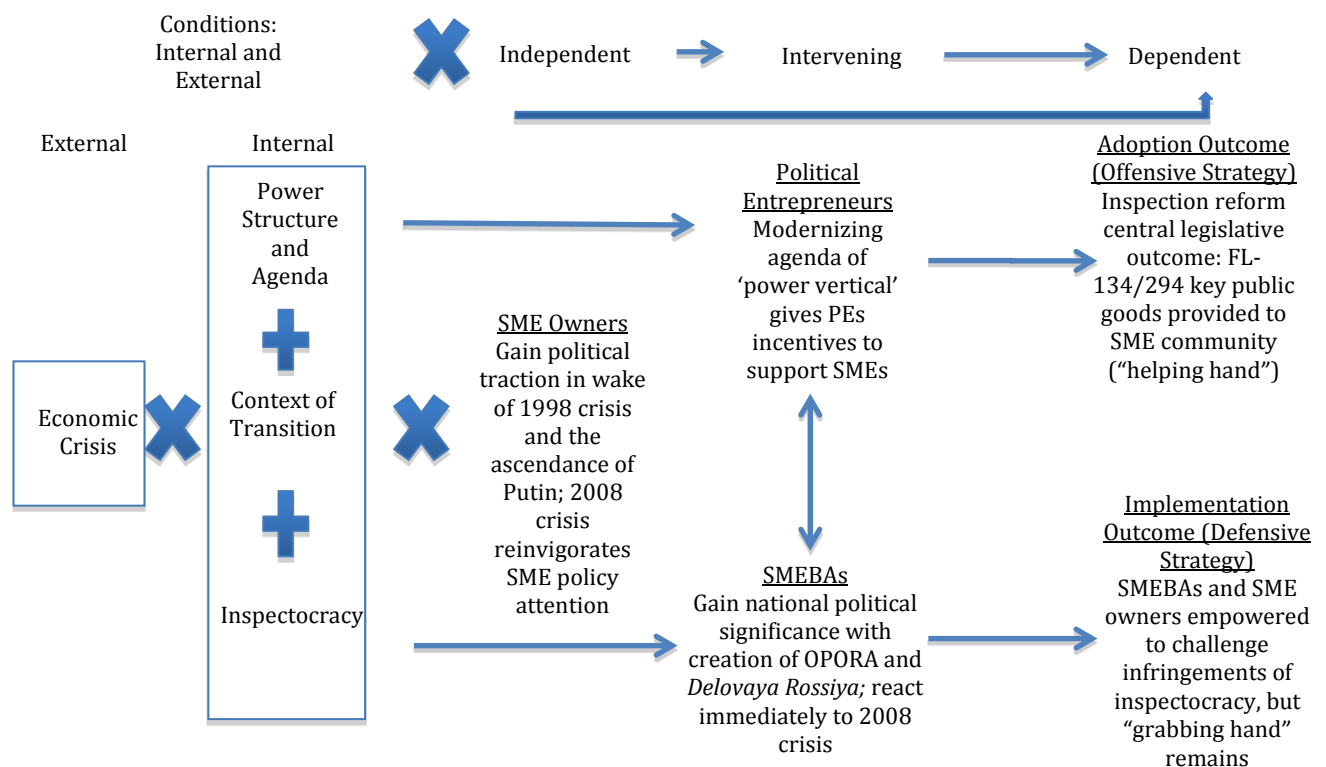 Conditions:
Internal and
External
Independent
Intervening
Dependent
External
Internal
Economic
Crisis
Power
Structure
and
Agenda
Context of
Transition
Inspectocracy
SME Owners
Gain political
traction in wake
of 1998 crisis
and the
ascendance of
Putin; 2008
crisis
reinvigorates
SME policy
attention
Political
Entrepreneurs
Modernizing
agenda of
‘power vertical’
gives PEs
incentives to
support SMEs
SMEBAs
Gain national political
significance with
creation of OPORA and
Delovaya Rossiya; react
immediately to 2008
crisis
Adoption Outcome
(Offensive Strategy)
Inspection reform
central legislative
outcome: FL-
134/294 key public
goods provided to
SME community
(“helping hand”)
Implementation
Outcome (Defensive
Strategy)
SMEBAs and SME
owners empowered
to challenge
infringements of
inspectocracy, but
“grabbing hand”
remains